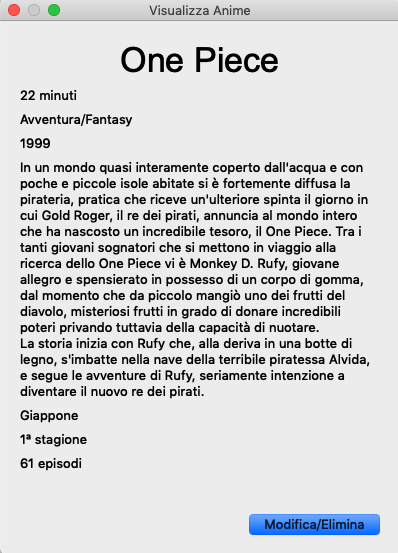 Visualizza Anime
One Piece
22 minuti
Avventura/Fantasy
1999
In un mondo quasi interamente coperto dall'acqua e con
poche e piccole isole abitate si è fortemente diffusa la
pirateria, pratica che riceve un'ulteriore spinta il giorno in
cui Gold Roger, il re dei pirati, annuncia al mondo intero
che ha nascosto un incredibile tesoro, il One Piece. Tra i
tanti giovani sognatori che si mettono in viaggio alla
ricerca dello One Piece vi è Monkey D. Rufy, giovane
allegro e spensierato in possesso di un corpo di gomma,
dal momento che da piccolo mangiò uno dei frutti del
diavolo, misteriosi frutti in grado di donare incredibili
poteri privando tuttavia della capacità di nuotare.
La storia inizia con Rufy che, alla deriva in una botte di
legno, s'imbatte nella nave della terribile piratessa Alvida,
e segue le avventure di Rufy, seriamente intenzione a
diventare il nuovo re dei pirati.
Giappone
1ª stagione
61 episodi
Modifica/Elimina